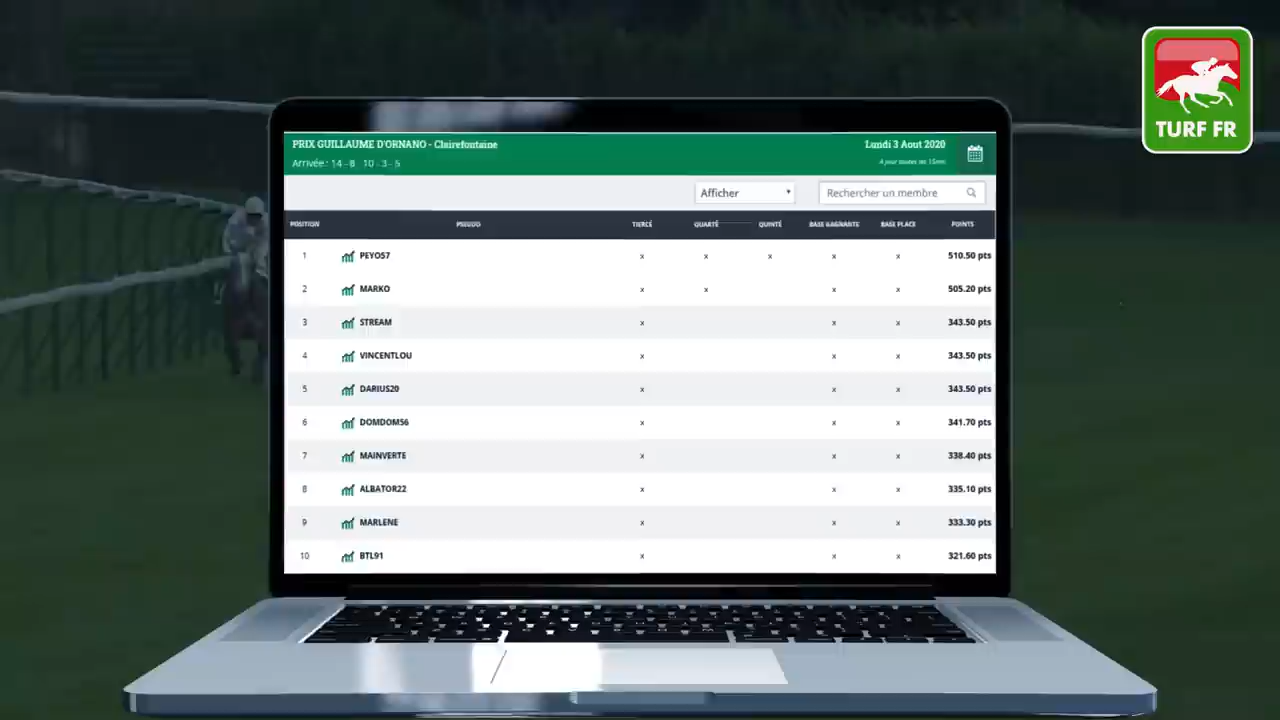 TURF FR
PRIX GUILLAUME D'ORNANO - Clairefontaine
Lundi 3 Aout 2020
Arrivée : 14 - 8 10 - 3 - 5
A jour toutes les 15mn
Afficher
Rechercher un membre
POSITION PSEUDO TIERCÉ QUARTÉ QUINTÉ BASE GAGNANTE BASE PLACE POINTS
1 PEYO57 x x x x x 510.50 pts
2 MARKO x x x x 505.20 pts
3 STREAM x x x 343.50 pts
4 VINCENTLOU x x x 343.50 pts
5 DARIUS20 x x x 343.50 pts
6 DOMDOM56 x x x 341.70 pts
7 MAINVERTE x x x 338.40 pts
8 ALBATOR22 x x x 335.10 pts
9 MARLENE x x x 333.30 pts
10 BTL91 x x x 321.60 pts